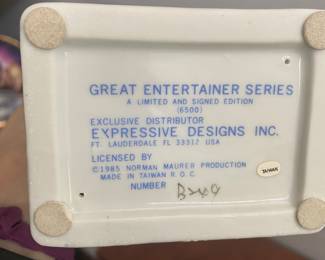 GREAT ENTERTAINER SERIES
A LIMITED AND SIGNED EDITION
(6500)
EXCLUSIVE DISTRIBUTOR
EXPRESSIVE DESIGNS INC.
FT. LAUDERDALE FL 33312 USA
LICENSED BY
©1985 NORMAN MAURER PRODUCTION
MADE IN TAIWAN R.O.C.
TAIWAN
NUMBER